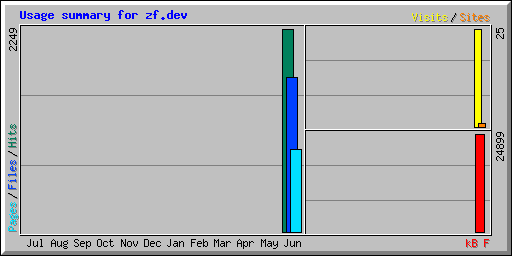 Usage summary for zf.dev
Visits / Sites
2249
25
Pages / Files / Hits
24899
Jul Aug Sep Oct Nov Dec Jan Feb Mar Apr May Jun
kB F